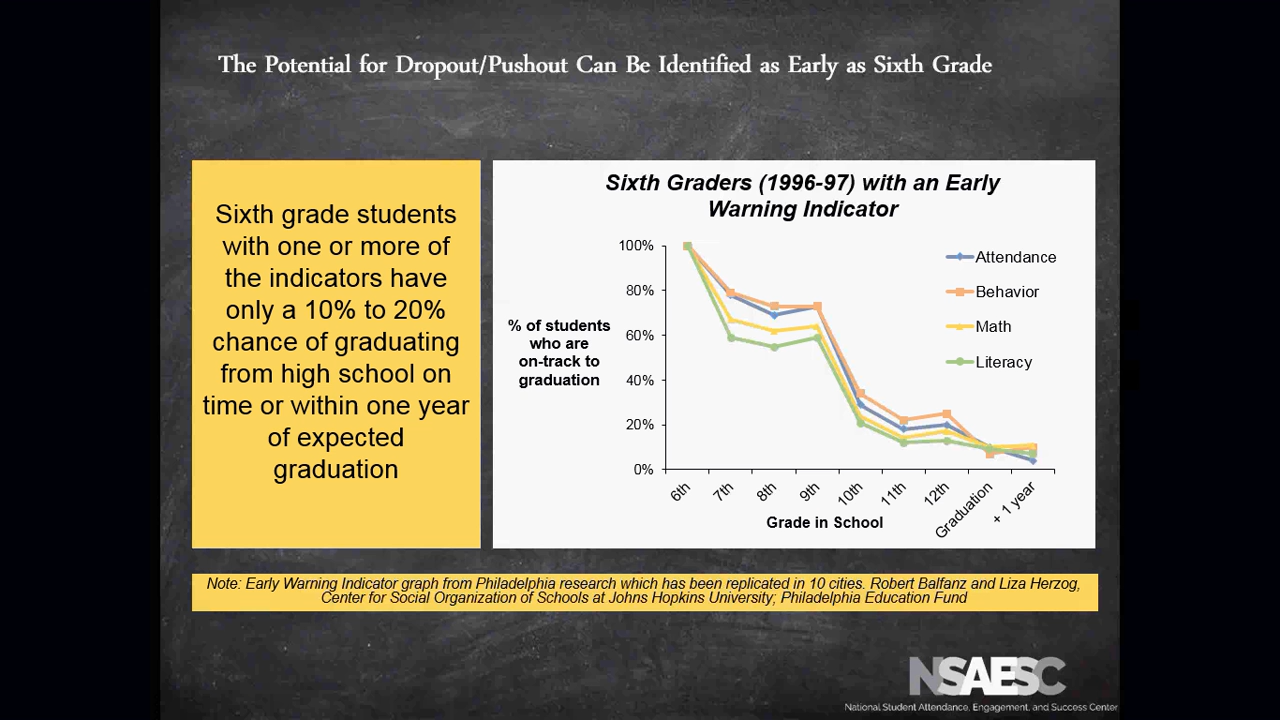 The Potential for Dropout/Pushout Can Be Identified as Early as Sixth Grade
Sixth grade students
with one or more of
the indicators have
only a 10% to 20%
chance of graduating
from high school on
time or within one year
of expected
graduation
Sixth Graders (1996-97) with an Early
Warning Indicator
% of students
who are
on-track to
graduation
100%
80%
60%
40%
20%
0%
Attendance
Behavior
Math
Literacy
6th
7th
8th
9th
10th
11th
12th
Graduation
+ 1 year
Grade in School
Note: Early Warning Indicator graph from Philadelphia research which has been replicated in 10 cities. Robert Balfanz and Liza Herzog,
Center for Social Organization of Schools at Johns Hopkins University; Philadelphia Education Fund
NSAESC
National Student Attendance, Engagement, and Success Center